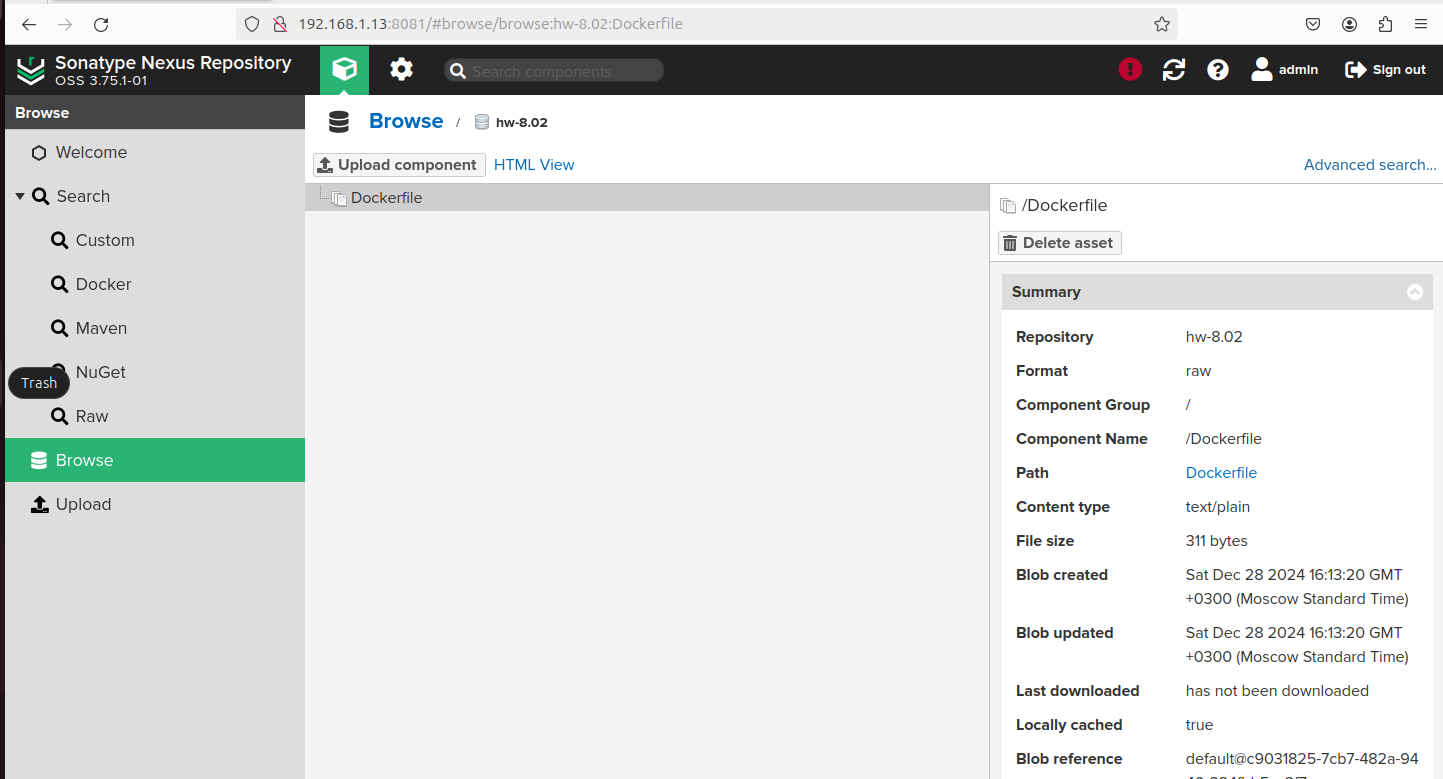 192.168.1.13:8081/#browse/browse:hw-8.02:Dockerfile
Sonatype Nexus Repository
OSS 3.75.1-01
Search components
admin
Sign out
Browse
Welcome
Search
Custom
Docker
Maven
NuGet
Trash
Raw
Browse
Upload
Browse / hw-8.02
Upload component HTML View
Advanced search...
Dockerfile
/Dockerfile
Delete asset
Summary
Repository hw-8.02
Format raw
Component Group /
Component Name /Dockerfile
Path Dockerfile
Content type text/plain
File size 311 bytes
Blob created Sat Dec 28 2024 16:13:20 GMT
+0300 (Moscow Standard Time)
Blob updated Sat Dec 28 2024 16:13:20 GMT
+0300 (Moscow Standard Time)
Last downloaded has not been downloaded
Locally cached true
Blob reference default@c9031825-7cb7-482a-94